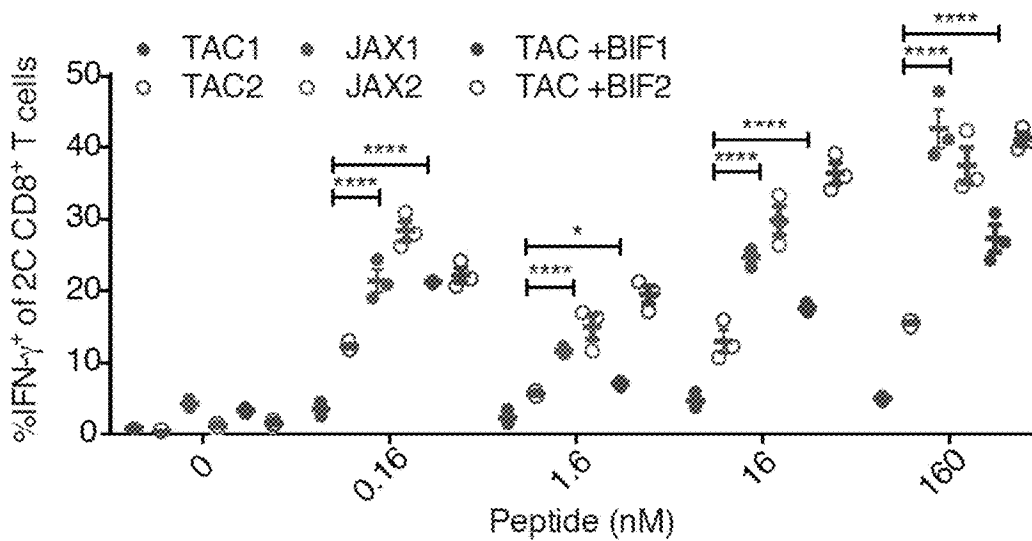 TAC1 JAX1 TAC +BIF1
TAC2 JAX2 TAC +BIF2
%IFN-γ⁺ of 2C CD8⁺ T cells
50
40
30
20
10
0
**** ****
**** ****
* ****
**** ****
0 0.16 1.6 16 160
Peptide (nM)